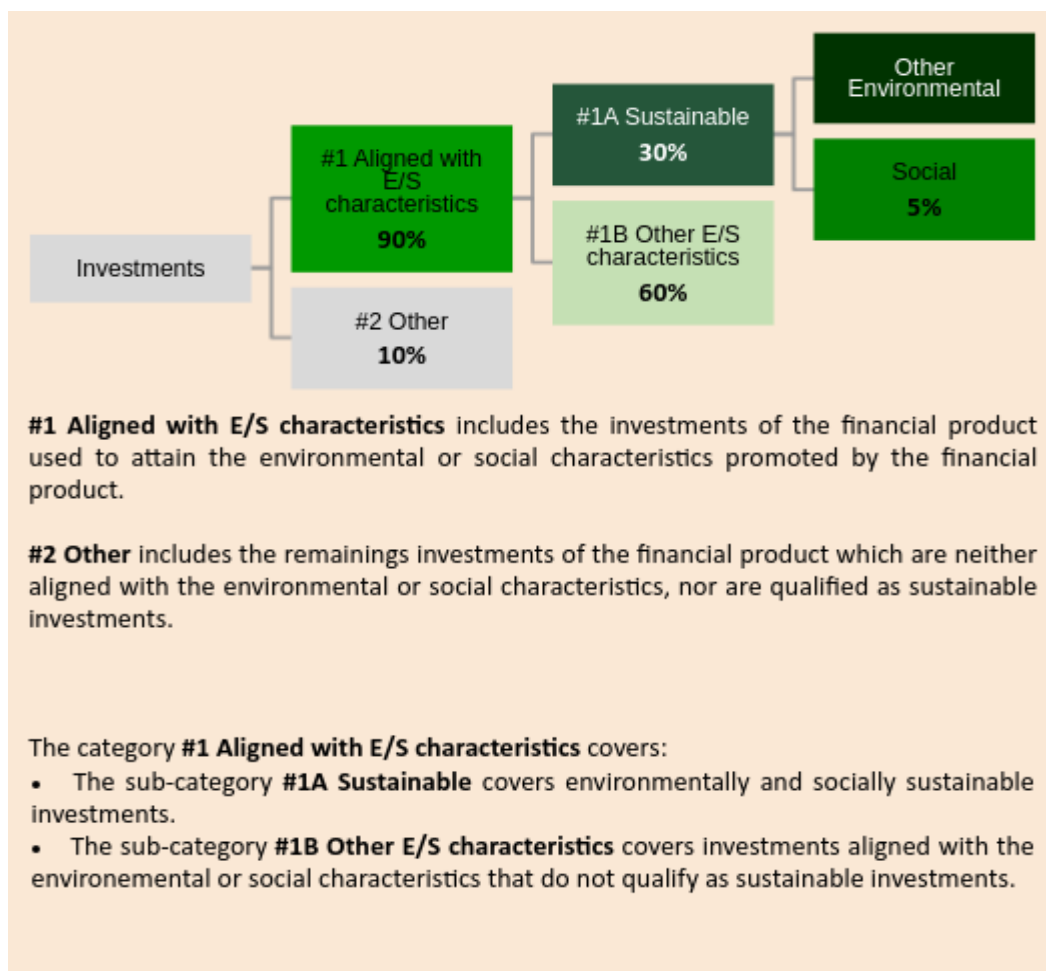 Other
Environmental
#1A Sustainable
30%
#1 Aligned with
E/S
characteristics
90%
Social
5%
#1B Other E/S
characteristics
60%
Investments
#2 Other
10%
#1 Aligned with E/S characteristics includes the investments of the financial product
used to attain the environmental or social characteristics promoted by the financial
product.
#2 Other includes the remainings investments of the financial product which are neither
aligned with the environmental or social characteristics, nor are qualified as sustainable
investments.
The category #1 Aligned with E/S characteristics covers:
• The sub-category #1A Sustainable covers environmentally and socially sustainable
investments.
• The sub-category #1B Other E/S characteristics covers investments aligned with the
environemental or social characteristics that do not qualify as sustainable investments.